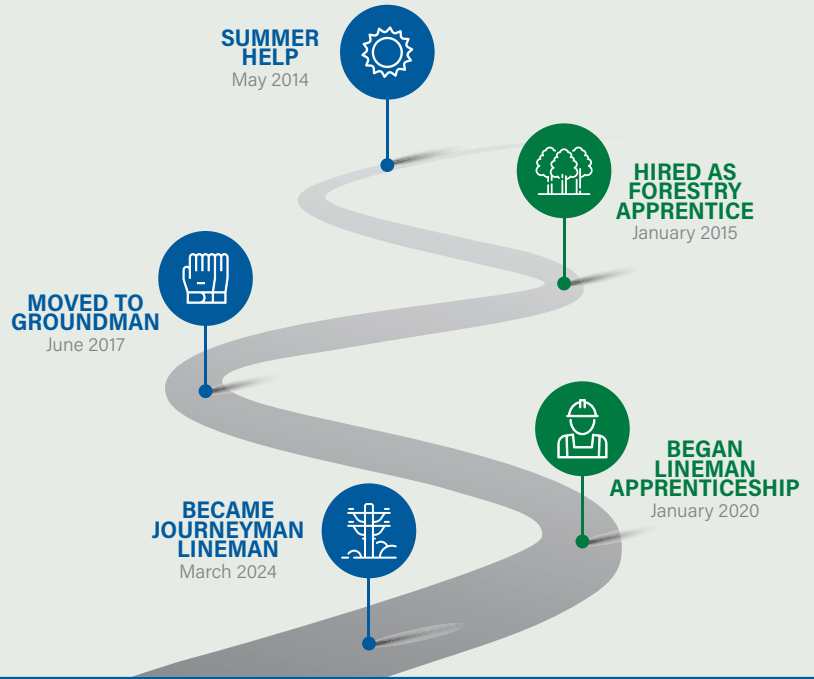 SUMMER
HELP
May 2014
HIRED AS
FORESTRY
APPRENTICE
January 2015
MOVED TO
GROUNDMAN
June 2017
BEGAN
LINEMAN
APPRENTICESHIP
January 2020
BECAME
JOURNEYMAN
LINEMAN
March 2024